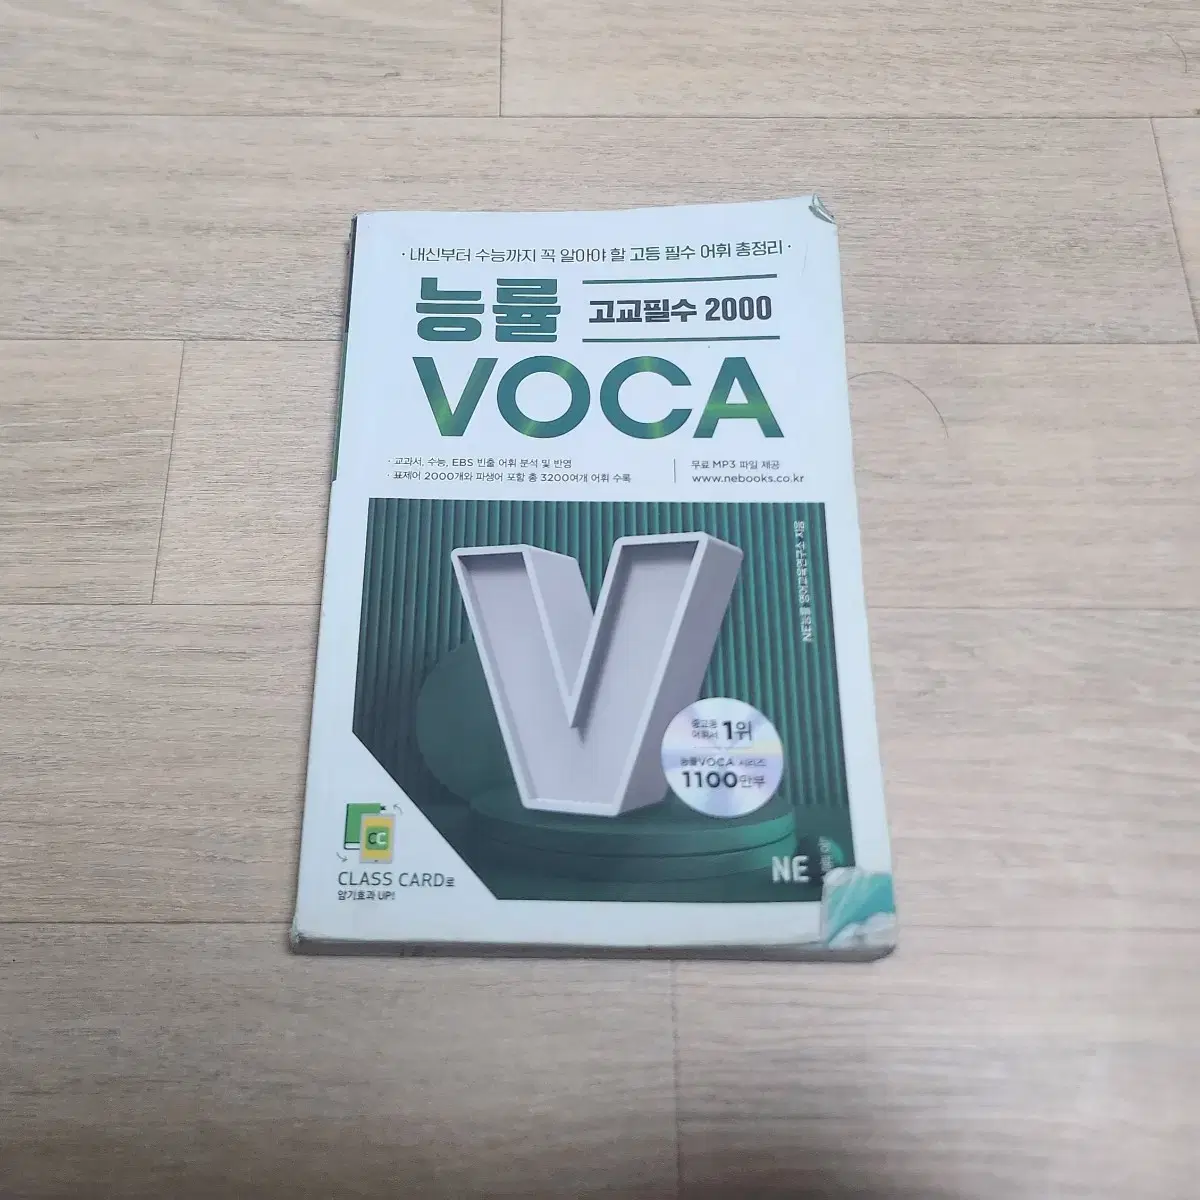 · 내신부터 수능까지 꼭 알아야 할 고등 필수 어휘 총정리 ·
능률
고교필수 2000
VOCA
· 교과서, 수능, EBS 빈출 어휘 분석 및 반영
· 표제어 2000개와 파생어 포함 총 3200여개 어휘 수록
무료 MP3 파일 제공
www.nebooks.co.kr
NE능률 영어교육연구소 지음
중고등
어휘서 1위
능률VOCA 시리즈
1100만부
CC
CLASS CARD로
암기효과 UP!
NE